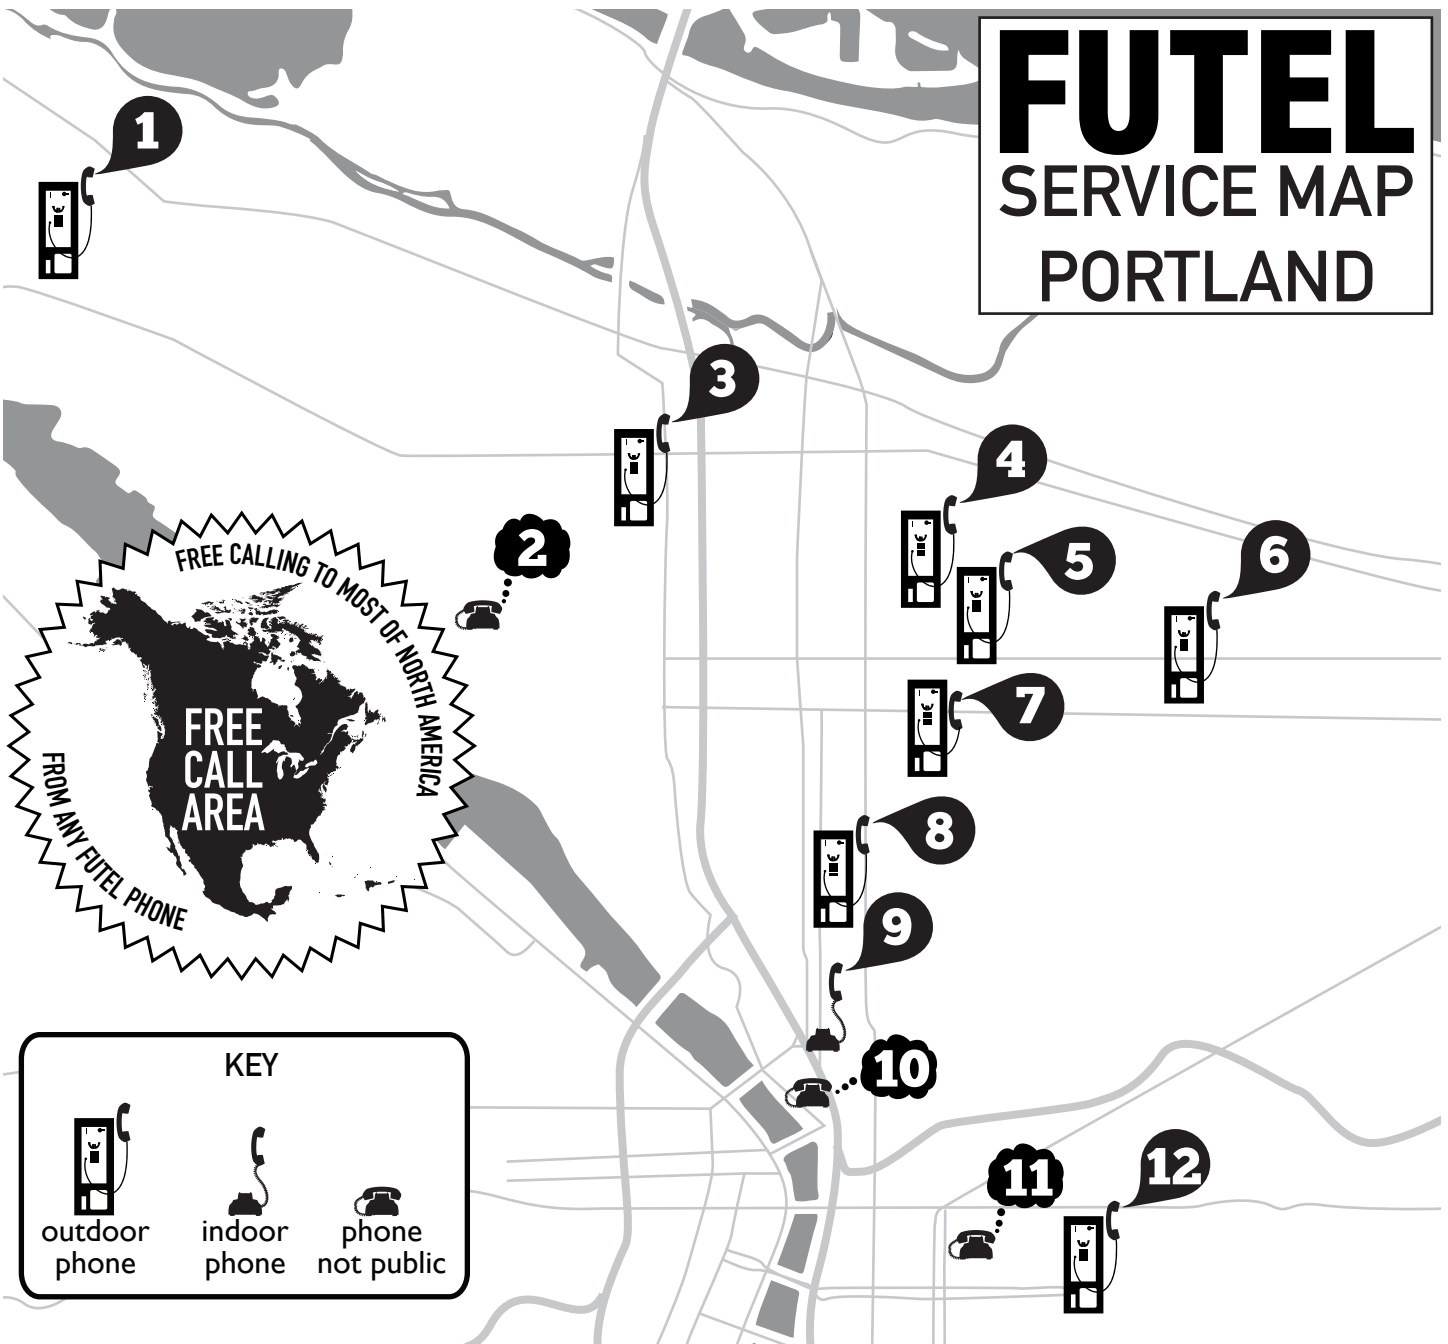 FUTEL
SERVICE MAP
PORTLAND
1
2
3
4
5
6
7
8
9
10
11
12
FREE CALLING TO MOST OF NORTH AMERICA
FROM ANY FUTEL PHONE
FREE
CALL
AREA
KEY
outdoor
phone
indoor
phone
phone
not public